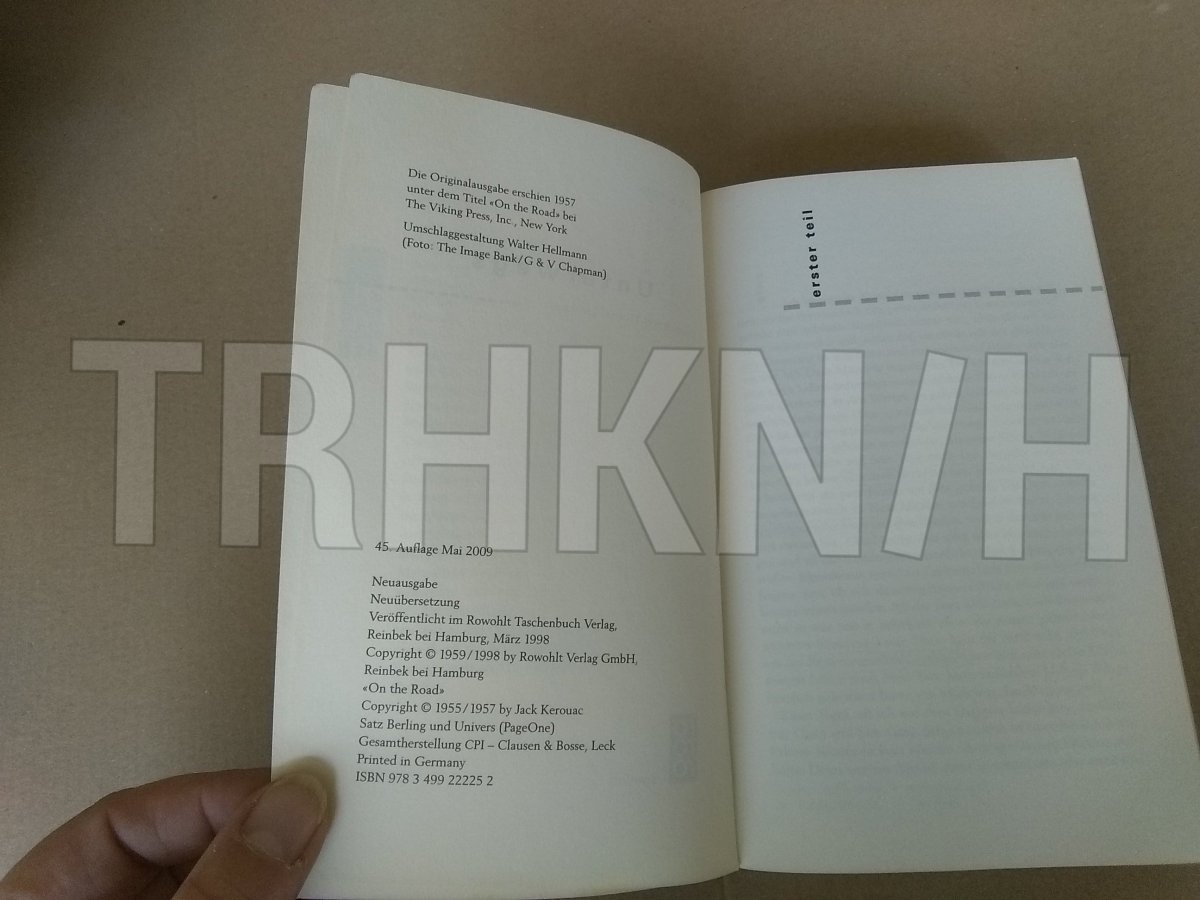 Die Originalausgabe erschien 1957
unter dem Titel «On the Road» bei
The Viking Press, Inc., New York
Umschlaggestaltung Walter Hellmann
(Foto: The Image Bank/G & V Chapman)
45. Auflage Mai 2009
Neuausgabe
Neuübersetzung
Veröffentlicht im Rowohlt Taschenbuch Verlag,
Reinbek bei Hamburg, März 1998
Copyright © 1959/1998 by Rowohlt Verlag GmbH,
Reinbek bei Hamburg
«On the Road»
Copyright © 1955/1957 by Jack Kerouac
Satz Berling und Univers (PageOne)
Gesamtherstellung CPI – Clausen & Bosse, Leck
Printed in Germany
ISBN 978 3 499 22225 2
erster teil
TRHKN/H